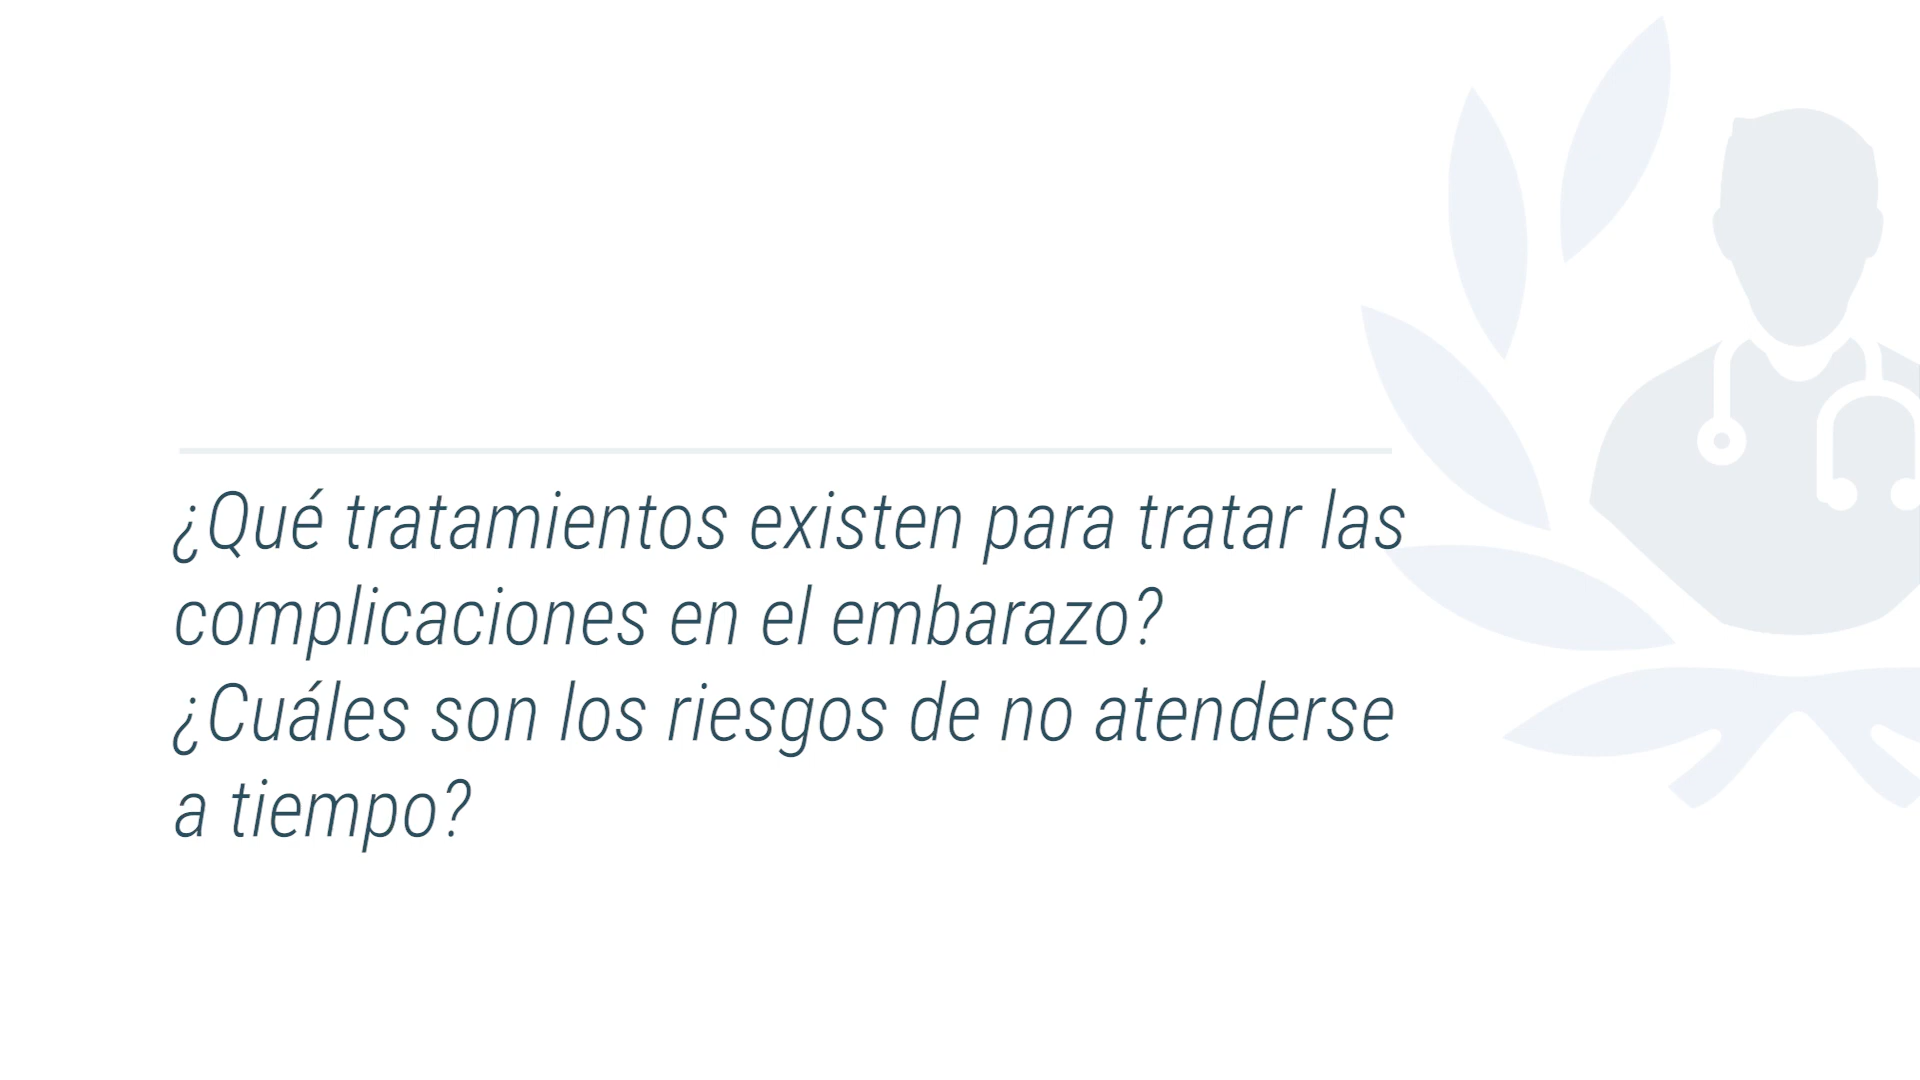 ¿Qué tratamientos existen para tratar las
complicaciones en el embarazo?
¿Cuáles son los riesgos de no atenderse
a tiempo?